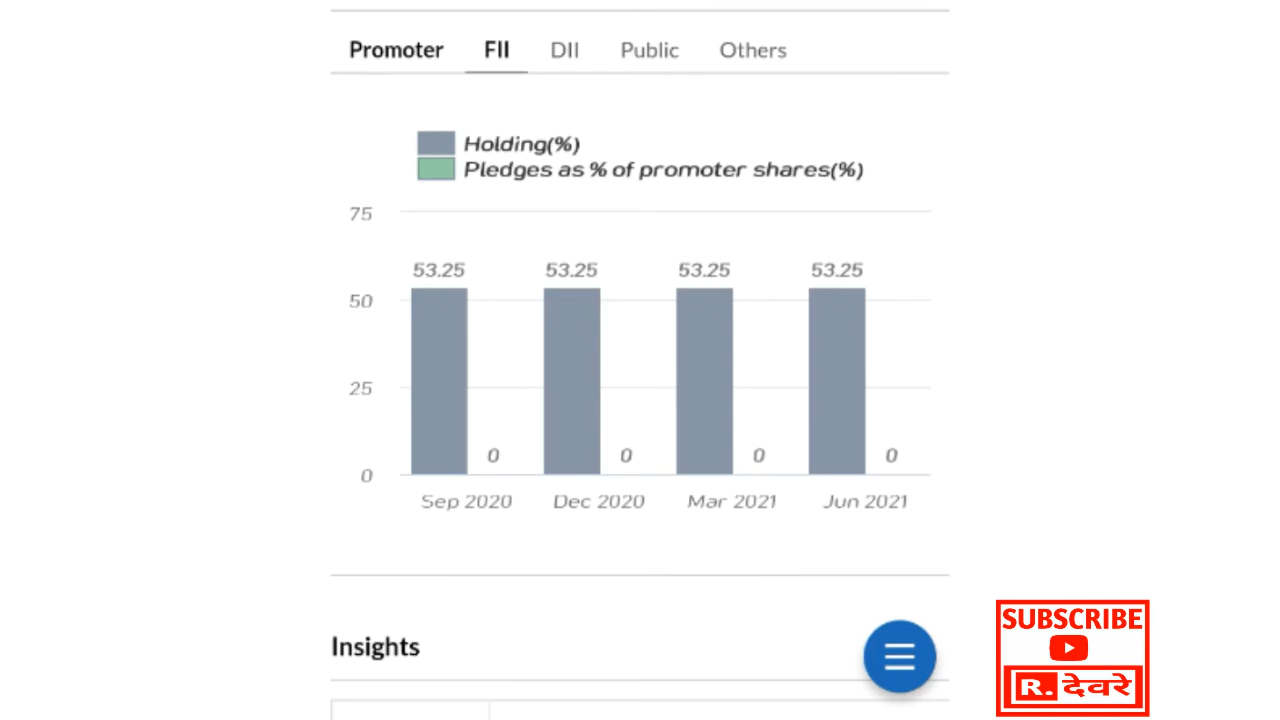 Promoter FII DII Public Others
Holding(%)
Pledges as % of promoter shares(%)
75
53.25 53.25 53.25 53.25
50
25
0 0 0 0
0
Sep 2020 Dec 2020 Mar 2021 Jun 2021
Insights
SUBSCRIBE
R. देवरे